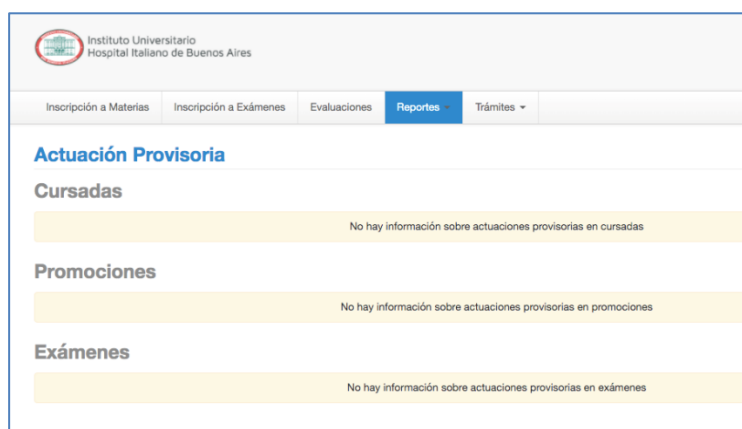 Instituto Universitario
Hospital Italiano de Buenos Aires
Inscripción a Materias
Inscripción a Exámenes
Evaluaciones
Reportes
Trámites
Actuación Provisoria
Cursadas
No hay información sobre actuaciones provisorias en cursadas
Promociones
No hay información sobre actuaciones provisorias en promociones
Exámenes
No hay información sobre actuaciones provisorias en exámenes